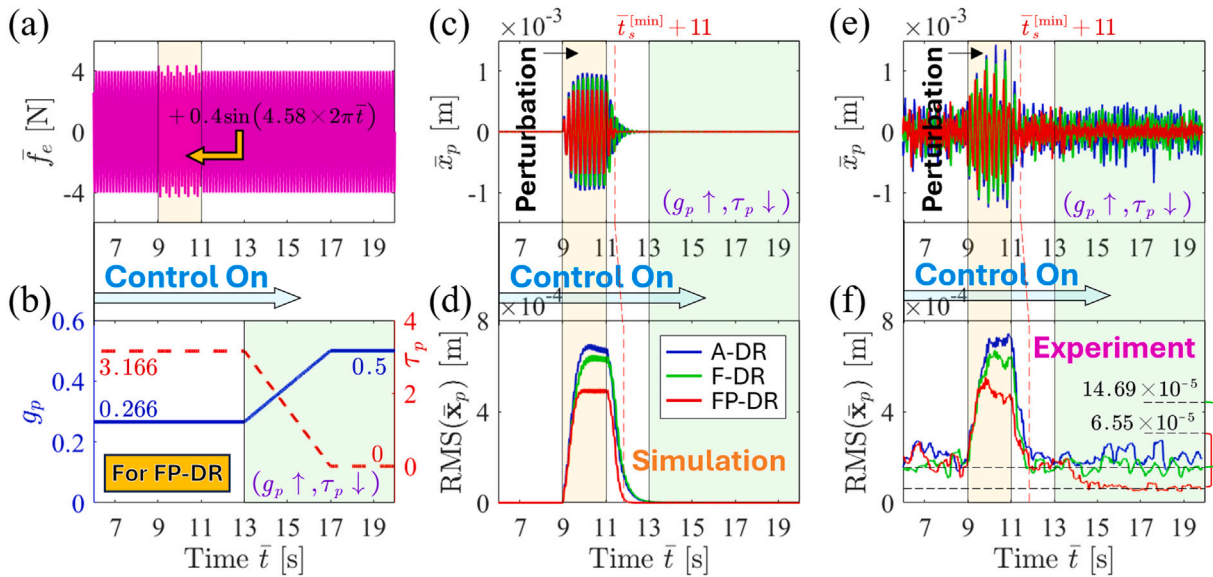 (a)
4
0
-4
f̄ₑ [N]
+ 0.4sin(4.58 × 2πt̄)
7 9 11 13 15 17 19
Control On
(b)
0.6
0.4
0.2
0
gₚ
3.166
0.266
0.5
0
4
2
0
τₚ
For FP-DR
(gₚ ↑, τₚ ↓)
7 9 11 13 15 17 19
Time t̄ [s]
(c)
×10⁻³
t̄ₛ^[min] + 11
1
0
-1
x̄ₚ [m]
Perturbation
(gₚ ↑, τₚ ↓)
7 9 11 13 15 17 19
Control On
(d)
×10⁻⁴
8
4
0
RMS(x̄ₚ) [m]
A-DR
F-DR
FP-DR
Simulation
7 9 11 13 15 17 19
Time t̄ [s]
(e)
×10⁻³
t̄ₛ^[min] + 11
1
0
-1
x̄ₚ [m]
Perturbation
(gₚ ↑, τₚ ↓)
7 9 11 13 15 17 19
Control On
(f)
×10⁻⁴
8
4
0
RMS(x̄ₚ) [m]
Experiment
14.69 × 10⁻⁵
6.55 × 10⁻⁵
7 9 11 13 15 17 19
Time t̄ [s]